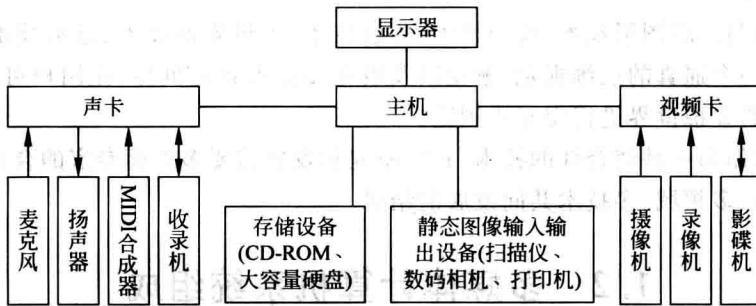 显示器
声卡
主机
视频卡
麦克风
扬声器
MIDI合成器
收录机
存储设备
(CD-ROM、
大容量硬盘)
静态图像输入输
出设备(扫描仪、
数码相机、打印机)
摄像机
录像机
影碟机